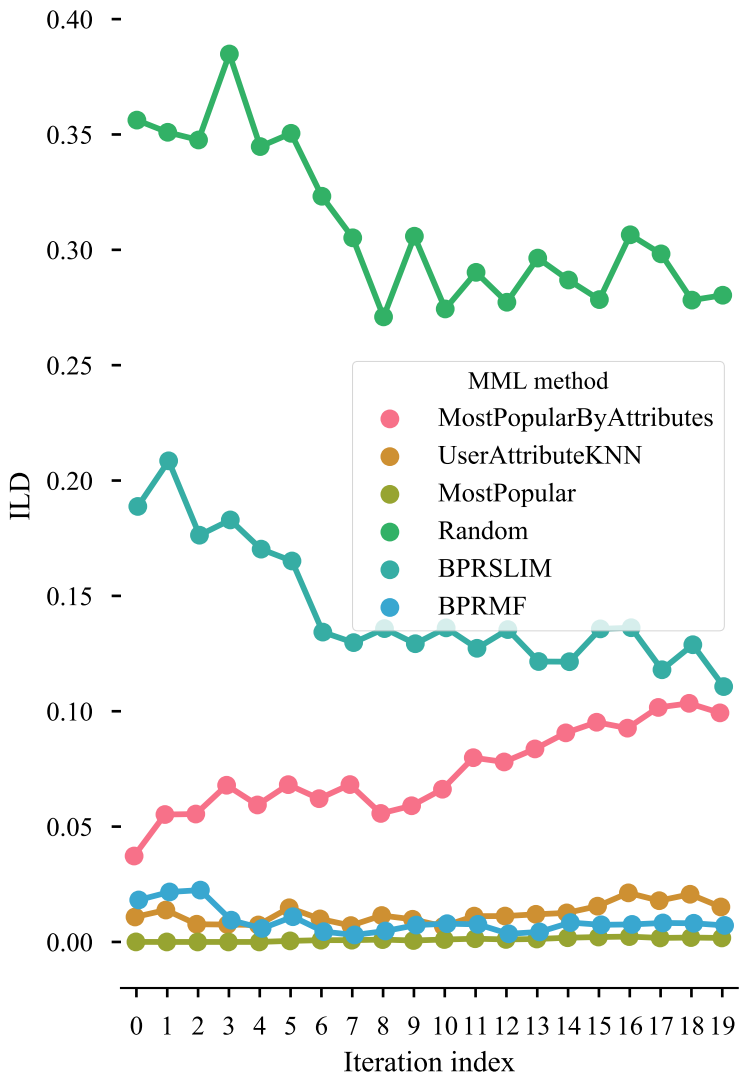 0.40
0.35
0.30
0.25
0.20
0.15
0.10
0.05
0.00
ILD
MML method
MostPopularByAttributes
UserAttributeKNN
MostPopular
Random
BPRSLIM
BPRMF
0 1 2 3 4 5 6 7 8 9 10 11 12 13 14 15 16 17 18 19
Iteration index